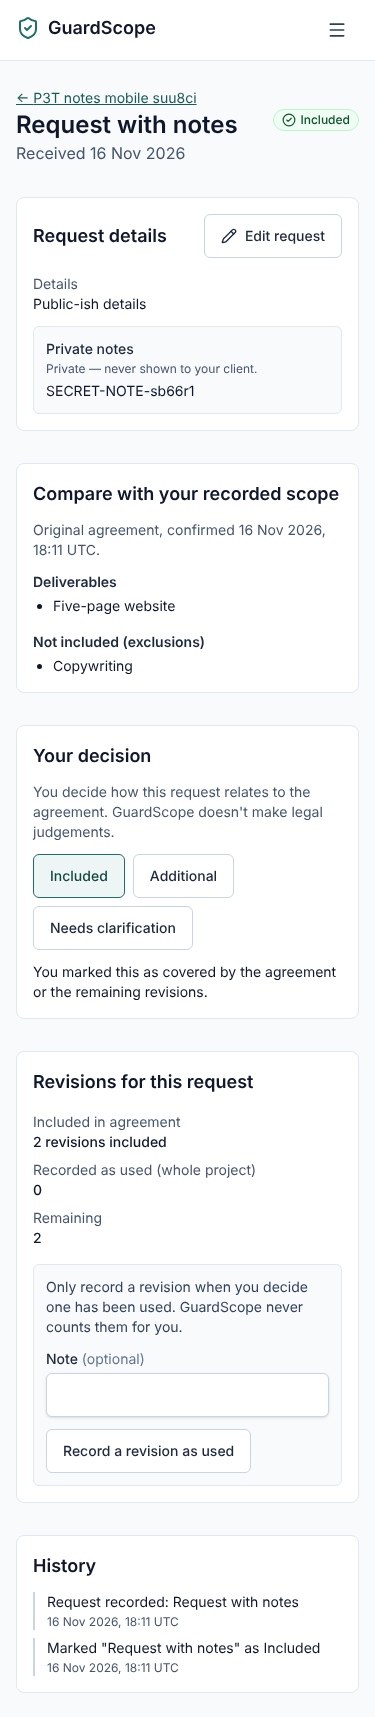 GuardScope
← P3T notes mobile suu8ci
Request with notes
Included
Received 16 Nov 2026
Request details
Edit request
Details
Public-ish details
Private notes
Private — never shown to your client.
SECRET-NOTE-sb66r1
Compare with your recorded scope
Original agreement, confirmed 16 Nov 2026,
18:11 UTC.
Deliverables
• Five-page website
Not included (exclusions)
• Copywriting
Your decision
You decide how this request relates to the
agreement. GuardScope doesn't make legal
judgements.
Included
Additional
Needs clarification
You marked this as covered by the agreement
or the remaining revisions.
Revisions for this request
Included in agreement
2 revisions included
Recorded as used (whole project)
0
Remaining
2
Only record a revision when you decide
one has been used. GuardScope never
counts them for you.
Note (optional)
Record a revision as used
History
Request recorded: Request with notes
16 Nov 2026, 18:11 UTC
Marked "Request with notes" as Included
16 Nov 2026, 18:11 UTC